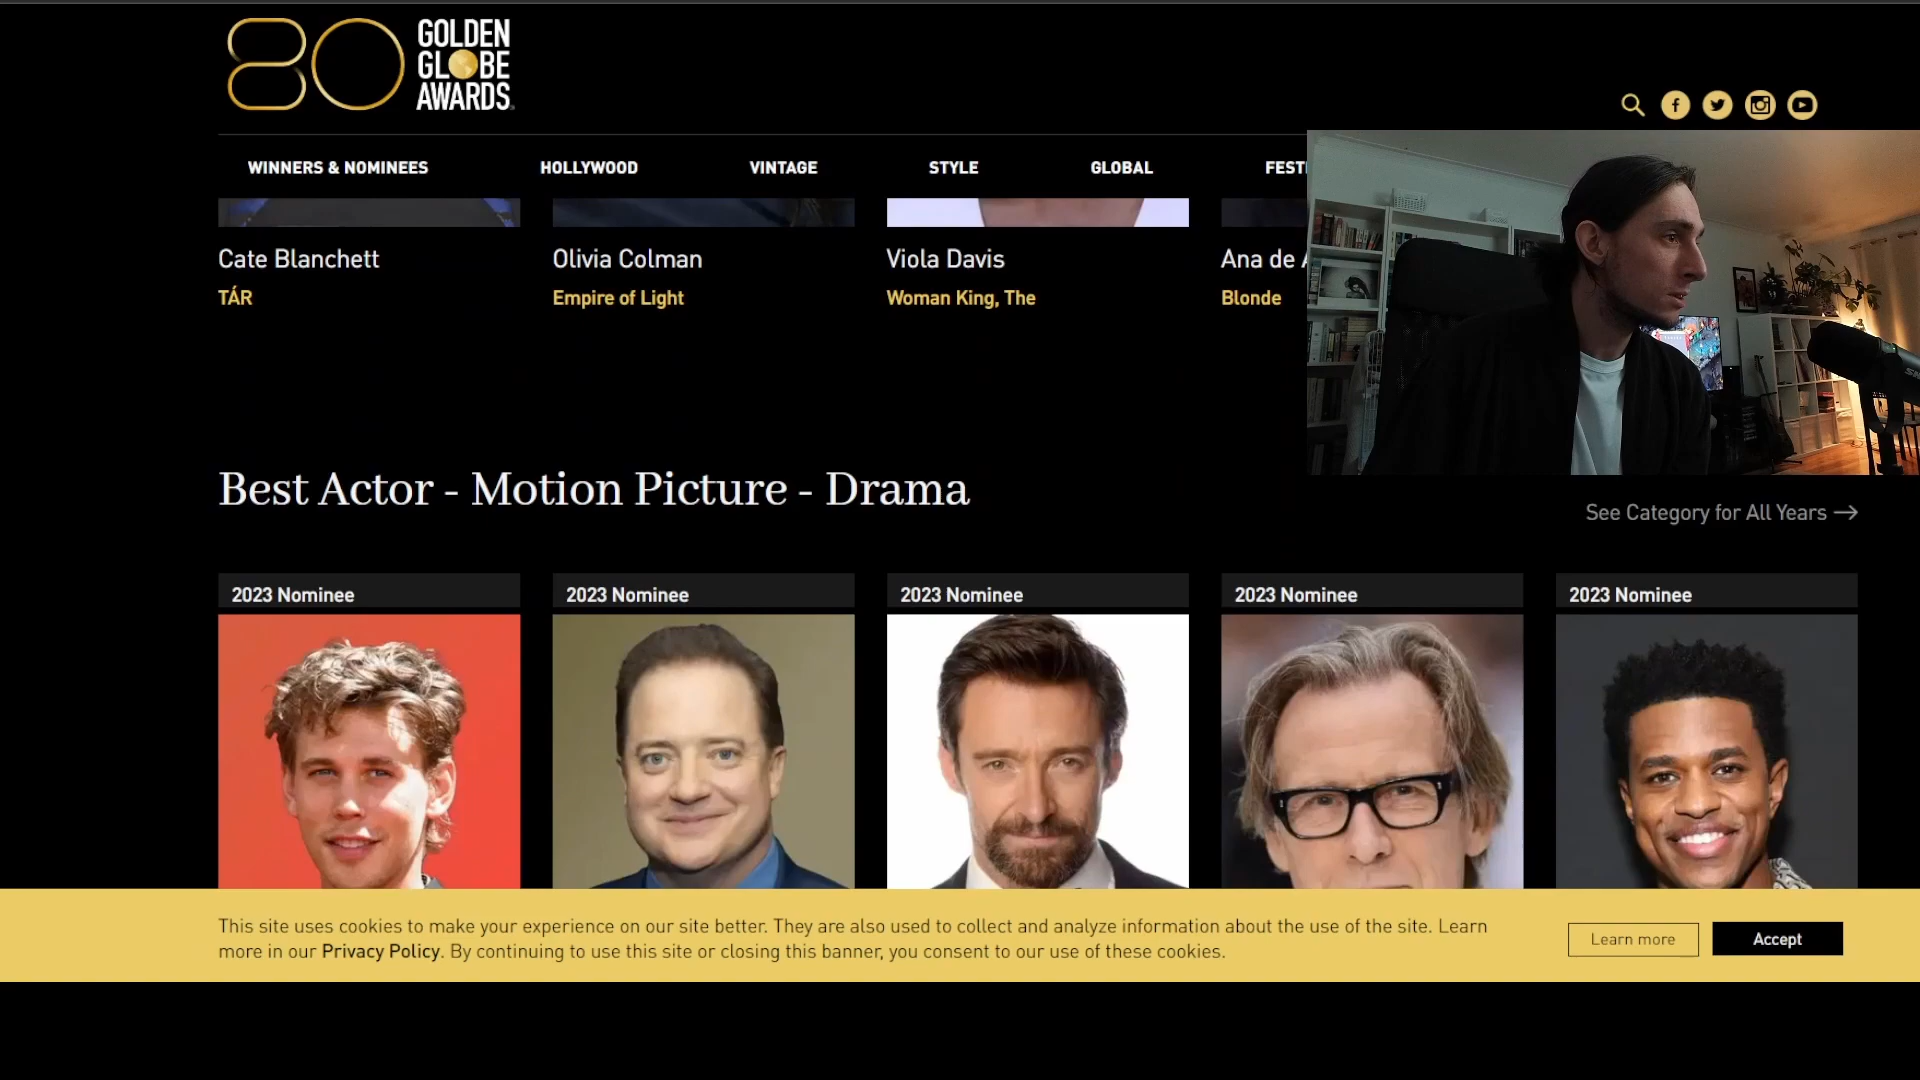 80 GOLDEN
GLOBE
AWARDS
WINNERS & NOMINEES HOLLYWOOD VINTAGE STYLE GLOBAL
Cate Blanchett Olivia Colman Viola Davis Ana de
TÁR Empire of Light Woman King, The Blonde
Best Actor - Motion Picture - Drama
See Category for All Years →
2023 Nominee 2023 Nominee 2023 Nominee 2023 Nominee 2023 Nominee
This site uses cookies to make your experience on our site better. They are also used to collect and analyze information about the use of the site. Learn
more in our Privacy Policy. By continuing to use this site or closing this banner, you consent to our use of these cookies.
Learn more Accept